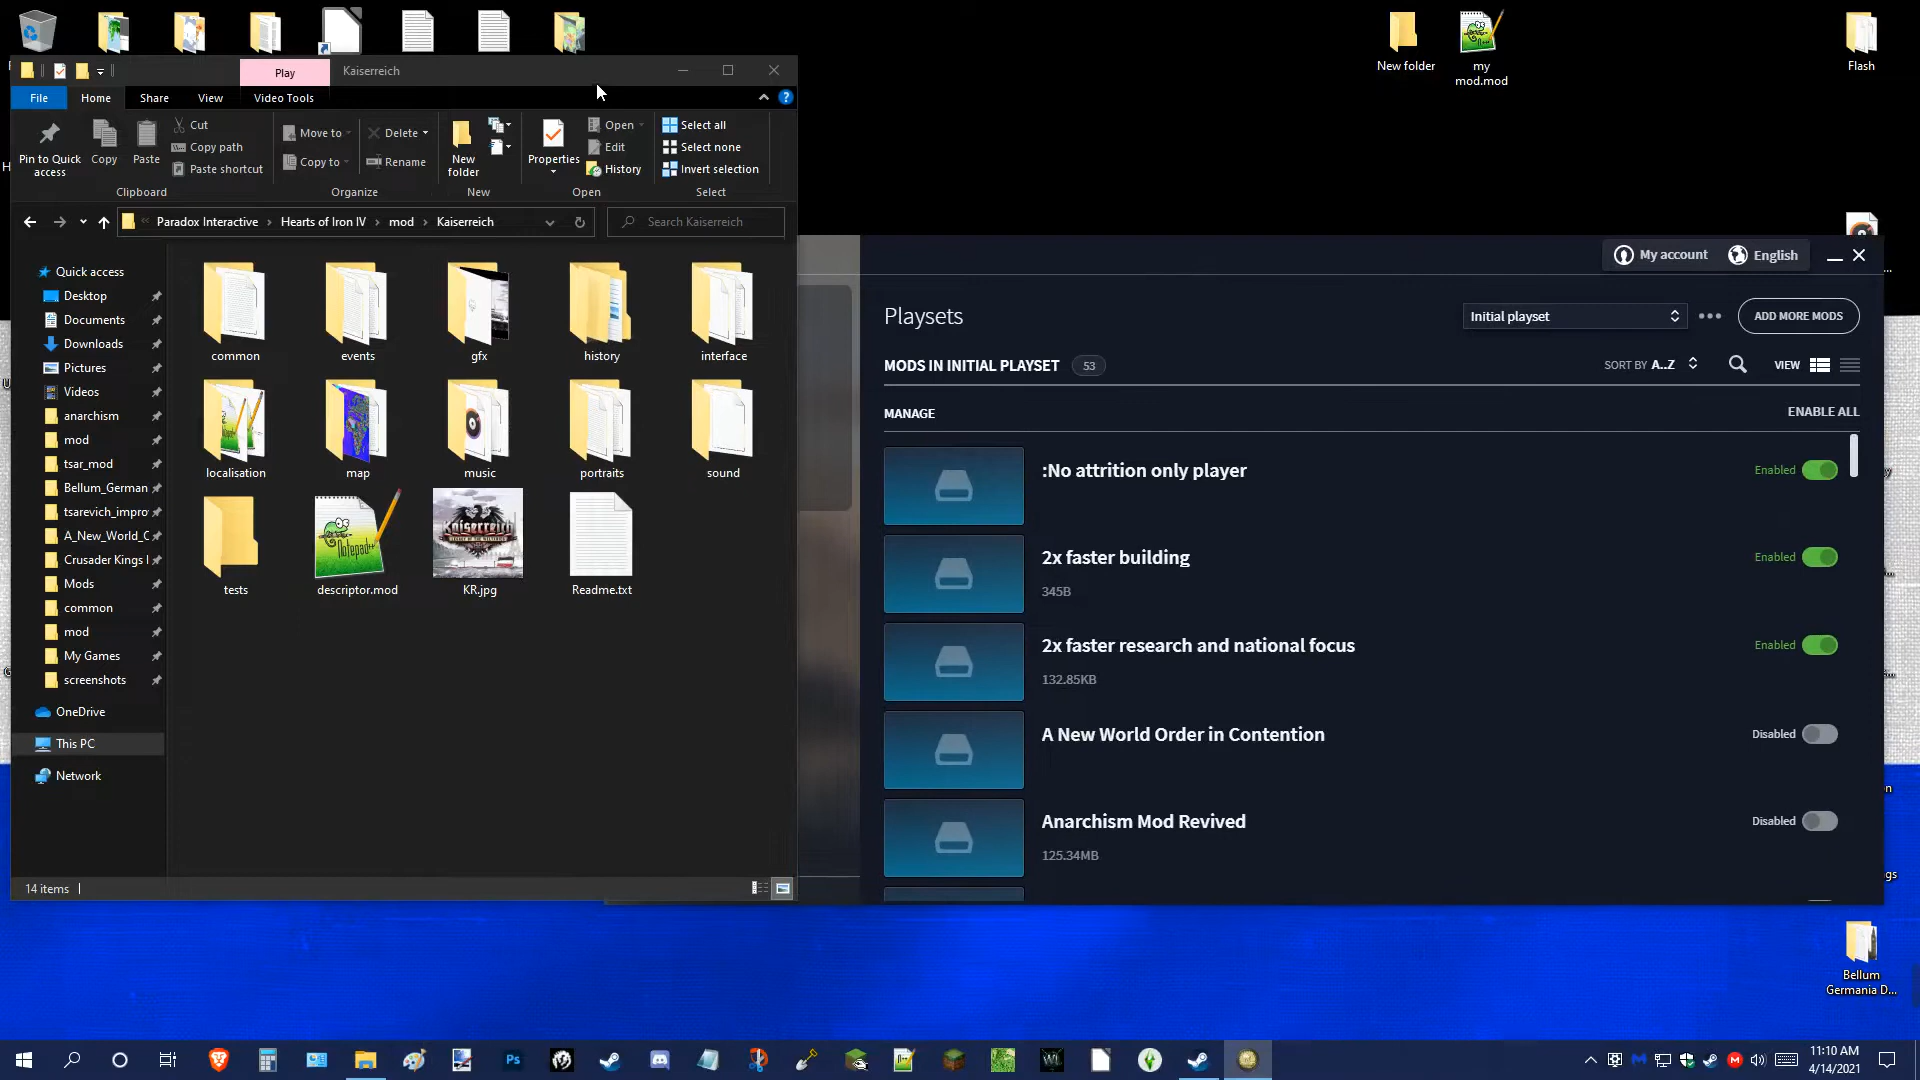 New folder
my
mod.mod
Flash
Play
Kaiserreich
File
Home
Share
View
Video Tools
Pin to Quick
access
Copy
Paste
Cut
Copy path
Paste shortcut
Clipboard
Move to
Copy to
Delete
Rename
Organize
New
folder
New
Properties
Open
Edit
History
Open
Select all
Select none
Invert selection
Select
Paradox Interactive
Hearts of Iron IV
mod
Kaiserreich
Search Kaiserreich
Quick access
Desktop
Documents
Downloads
Pictures
Videos
anarchism
mod
tsar_mod
Bellum_German
tsarevich_impro
A_New_World_C
Crusader Kings I
Mods
common
mod
My Games
screenshots
OneDrive
This PC
Network
common
events
gfx
history
interface
localisation
map
music
portraits
sound
tests
descriptor.mod
KR.jpg
Readme.txt
14 items
My account
English
Playsets
Initial playset
ADD MORE MODS
MODS IN INITIAL PLAYSET 53
SORT BY A..Z
VIEW
MANAGE
ENABLE ALL
:No attrition only player
Enabled
2x faster building
345B
Enabled
2x faster research and national focus
132.85KB
Enabled
A New World Order in Contention
Disabled
Anarchism Mod Revived
125.34MB
Disabled
Bellum
Germania D...
11:10 AM
4/14/2021